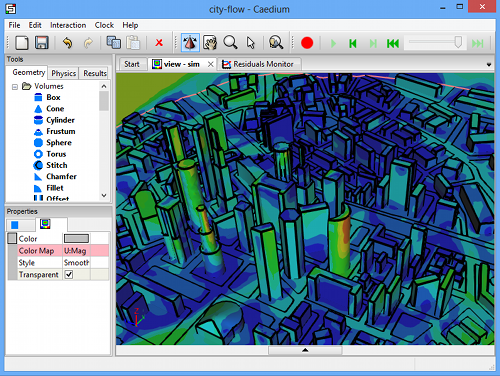 city-flow - Caedium
File Edit Interaction Clock Help
Tools
Geometry Physics Results
Start view - sim Residuals Monitor
Volumes
Box
Cone
Cylinder
Frustum
Sphere
Torus
Stitch
Chamfer
Fillet
Offset
Properties
Color
Color Map U:Mag
Style Smooth
Transparent